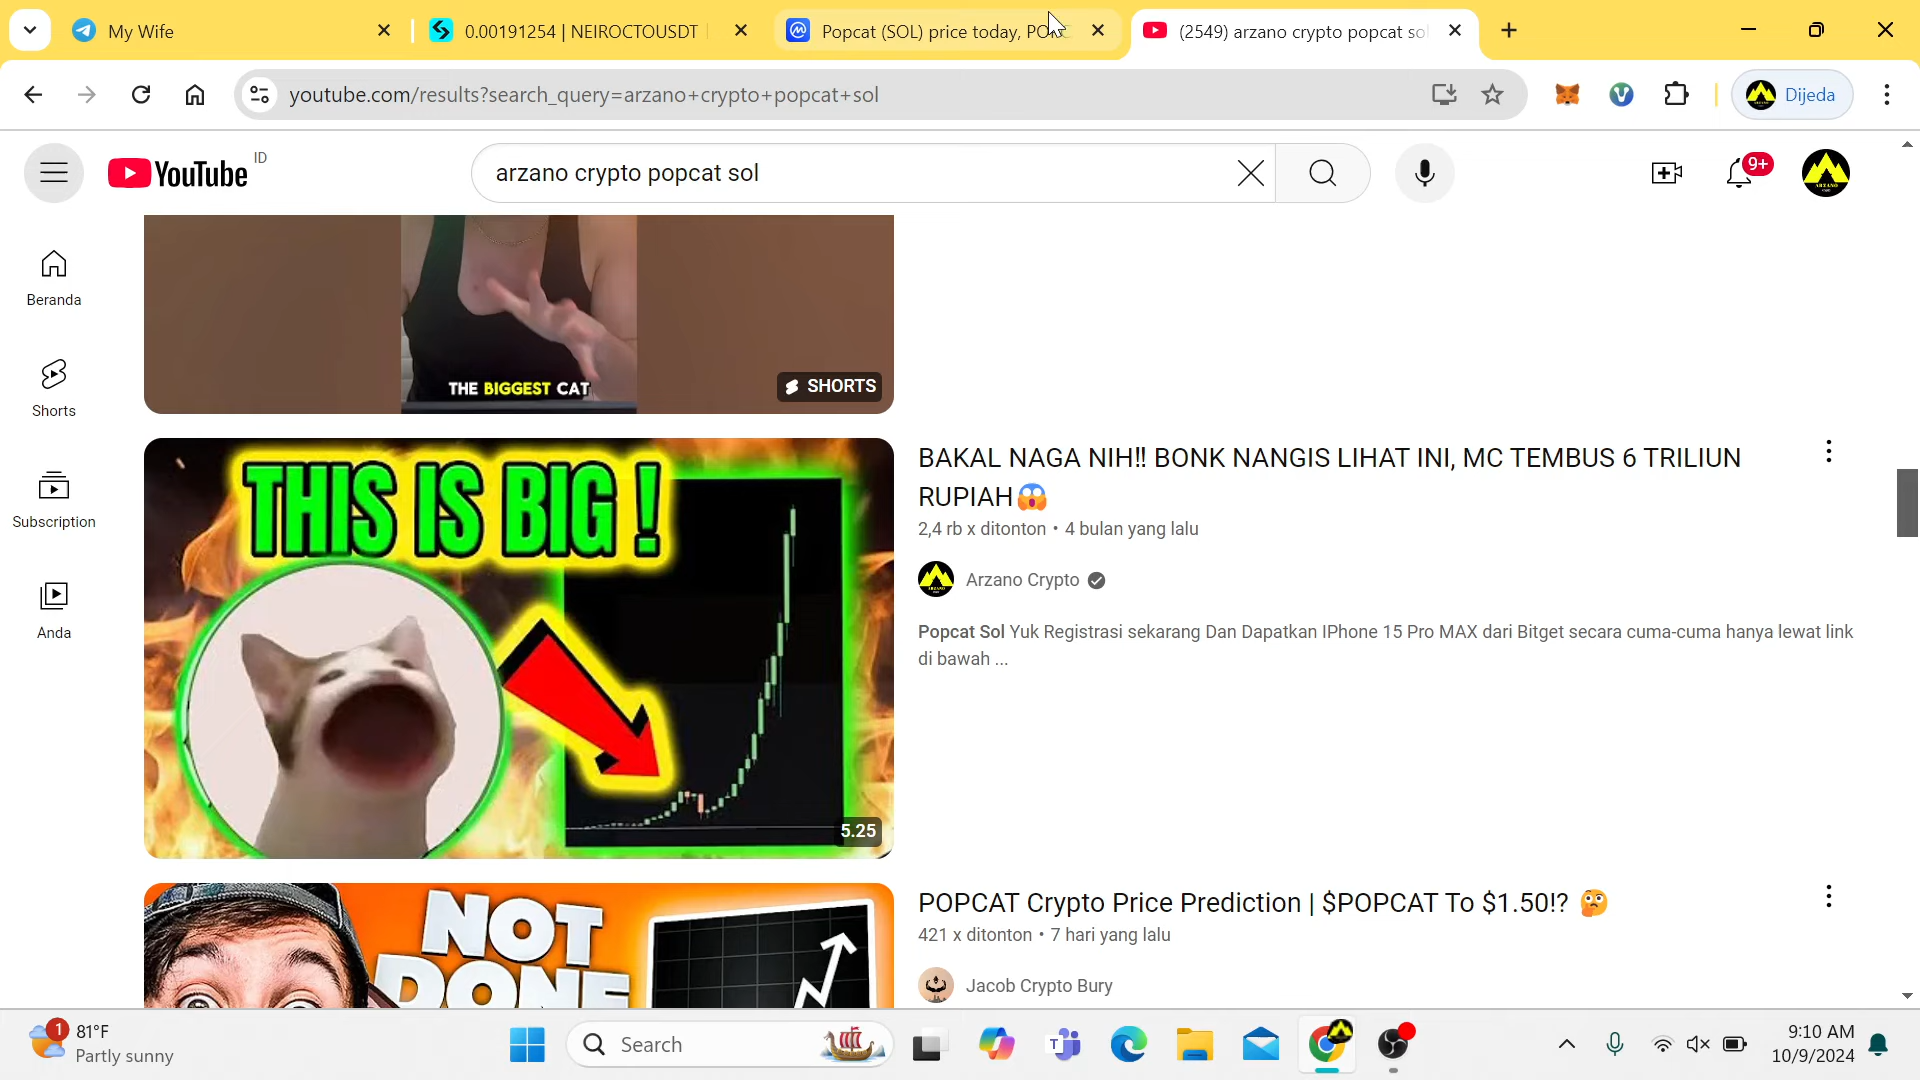 My Wife
0.00191254 | NEIROCTOUSDT
Popcat (SOL) price today, PO
(2549) arzano crypto popcat so
youtube.com/results?search_query=arzano+crypto+popcat+sol
Dijeda
YouTube ID
arzano crypto popcat sol
9+
Beranda
Shorts
Subscription
Anda
THE BIGGEST CAT
SHORTS
THIS IS BIG !
5.25
BAKAL NAGA NIH!! BONK NANGIS LIHAT INI, MC TEMBUS 6 TRILIUN
RUPIAH😱
2,4 rb x ditonton • 4 bulan yang lalu
Arzano Crypto
Popcat Sol Yuk Registrasi sekarang Dan Dapatkan IPhone 15 Pro MAX dari Bitget secara cuma-cuma hanya lewat link
di bawah ...
NOT
DONE
POPCAT Crypto Price Prediction | $POPCAT To $1.50!? 🤔
421 x ditonton • 7 hari yang lalu
Jacob Crypto Bury
1
81°F
Partly sunny
Search
9:10 AM
10/9/2024